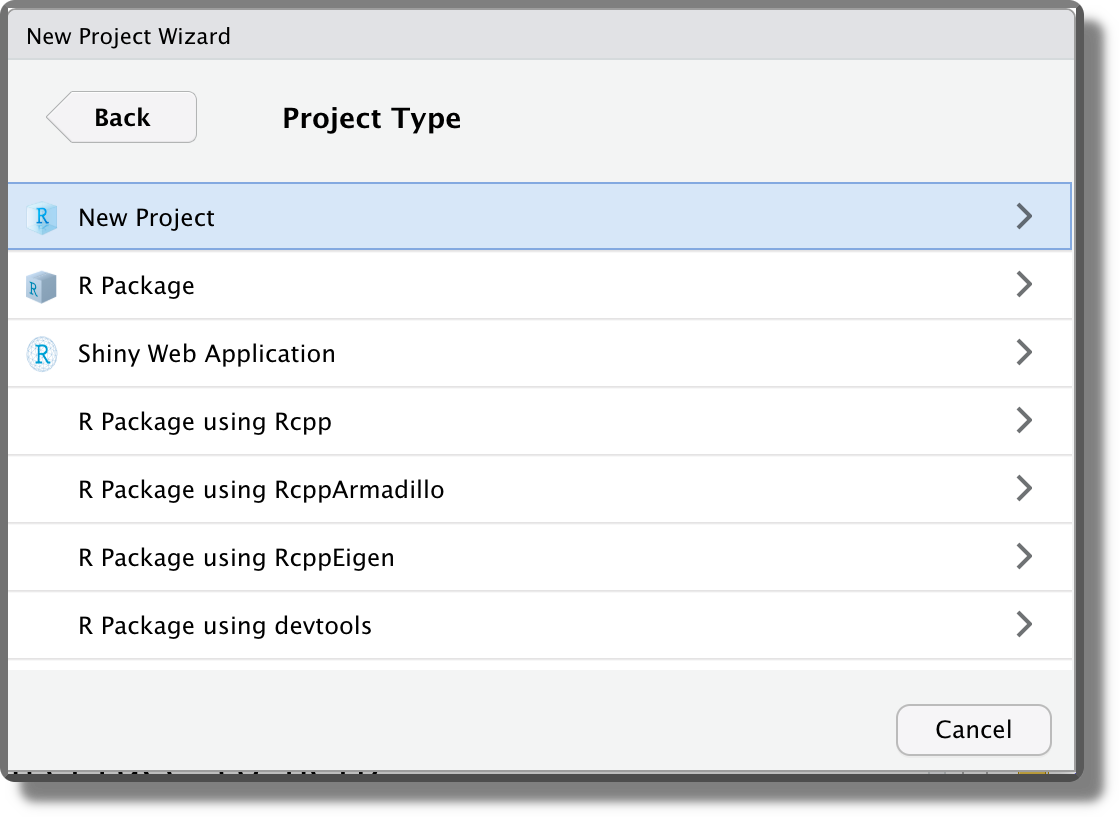 New Project Wizard
Back
Project Type
New Project
R Package
Shiny Web Application
R Package using Rcpp
R Package using RcppArmadillo
R Package using RcppEigen
R Package using devtools
Cancel